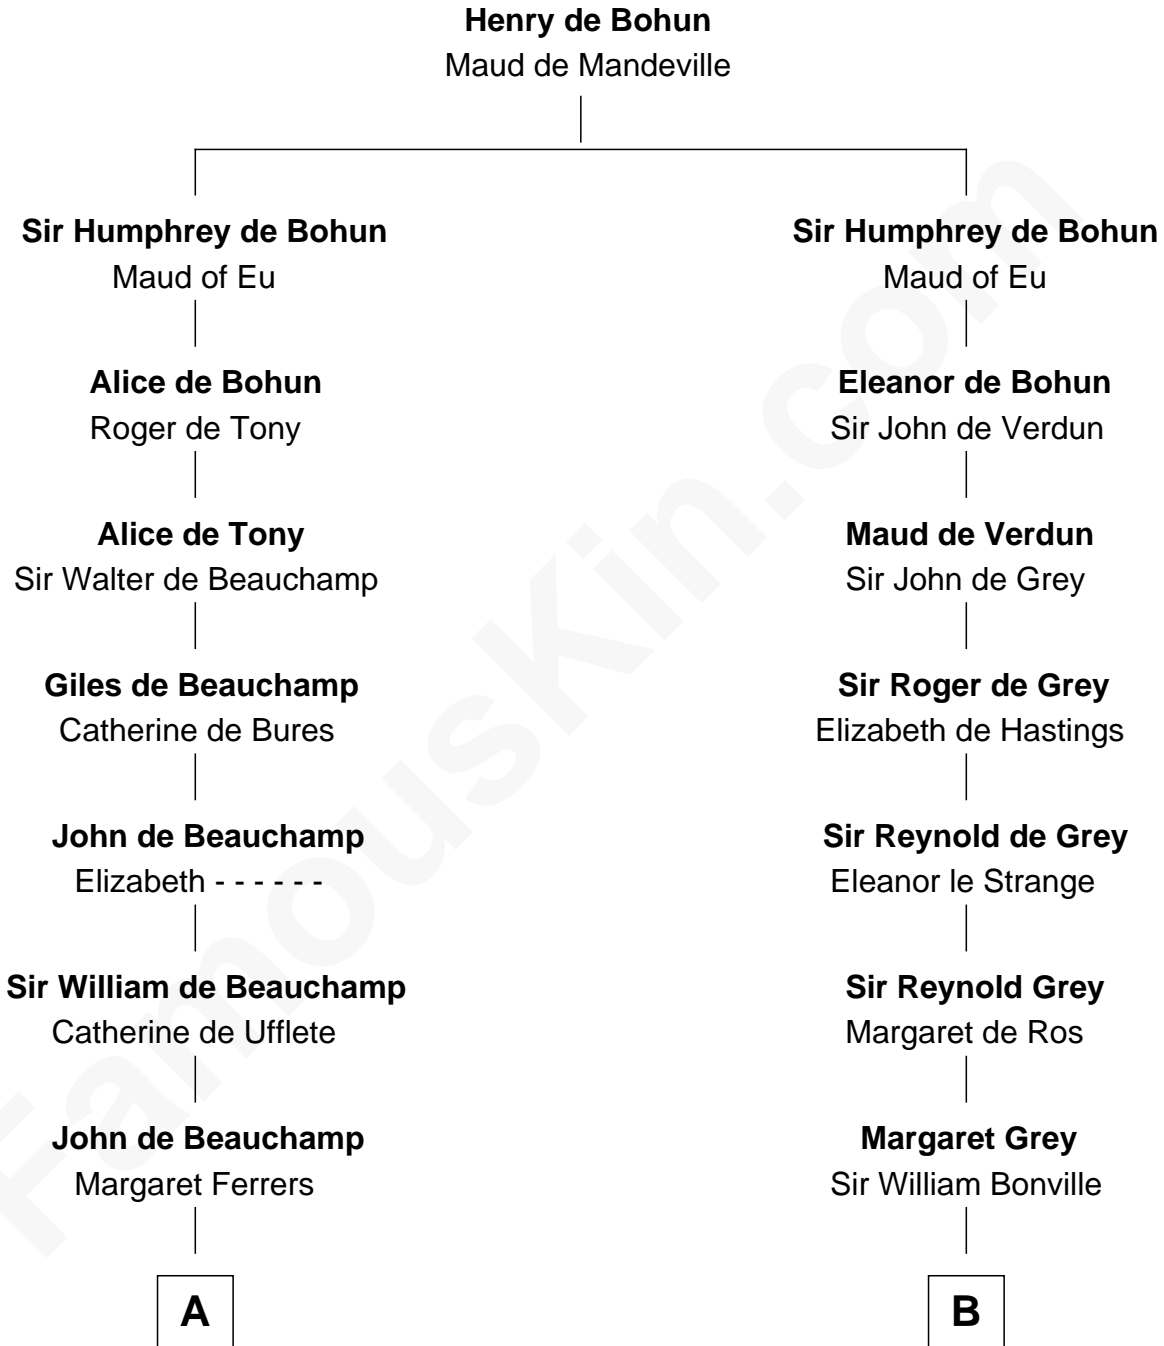 Henry de Bohun
Maud de Mandeville
Sir Humphrey de Bohun
Maud of Eu
Sir Humphrey de Bohun
Maud of Eu
Alice de Bohun
Roger de Tony
Eleanor de Bohun
Sir John de Verdun
Alice de Tony
Sir Walter de Beauchamp
Maud de Verdun
Sir John de Grey
Giles de Beauchamp
Catherine de Bures
Sir Roger de Grey
Elizabeth de Hastings
John de Beauchamp
Elizabeth - - - - - -
Sir Reynold de Grey
Eleanor le Strange
Sir William de Beauchamp
Catherine de Ufflete
Sir Reynold Grey
Margaret de Ros
John de Beauchamp
Margaret Ferrers
Margaret Grey
Sir William Bonville
A
B
FamousKin.com